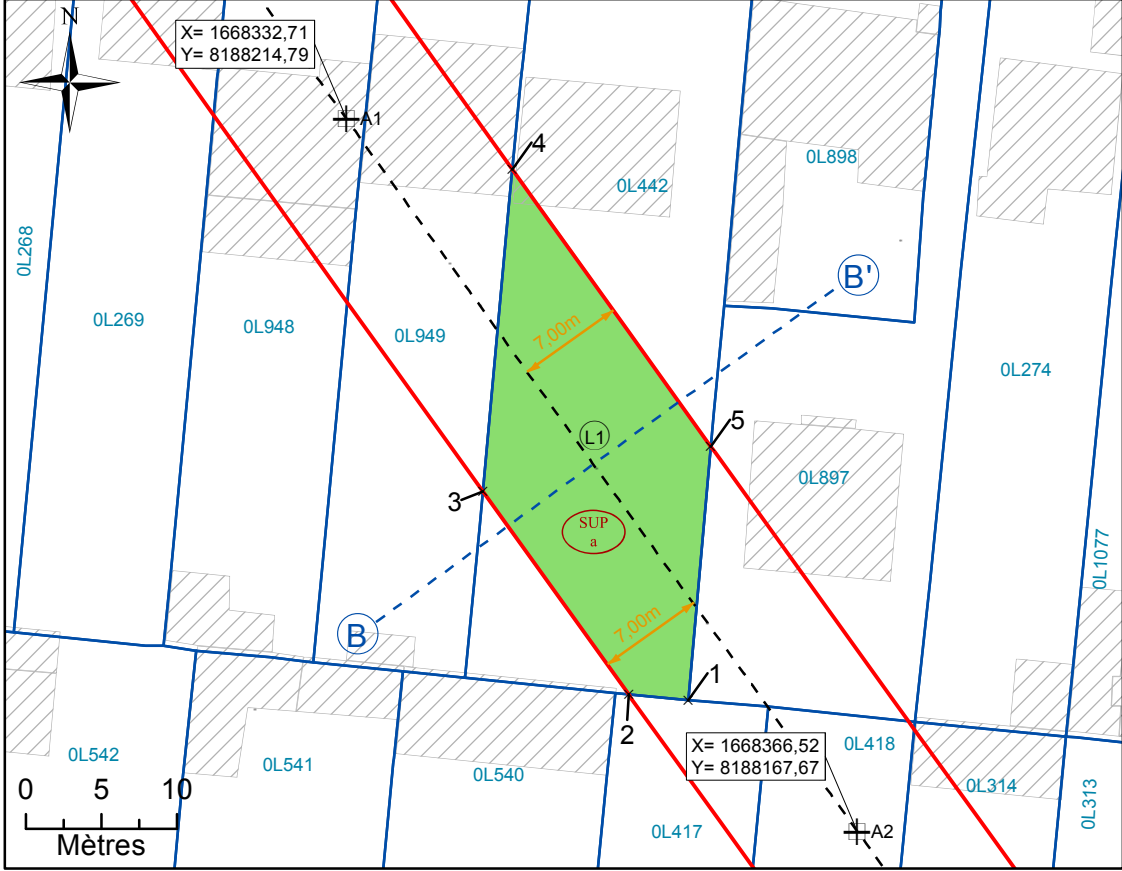 N
X= 1668332,71
Y= 8188214,79
A1
4
0L442
0L898
0L268
B'
0L269
0L948
0L949
7,00m
0L274
5
L1
3
0L897
SUP
a
0L1077
7,00m
B
1
2
X= 1668366,52
Y= 8188167,67
0L418
0L542
0L541
0L540
0L314
0L313
0 5 10
Mètres
0L417
A2